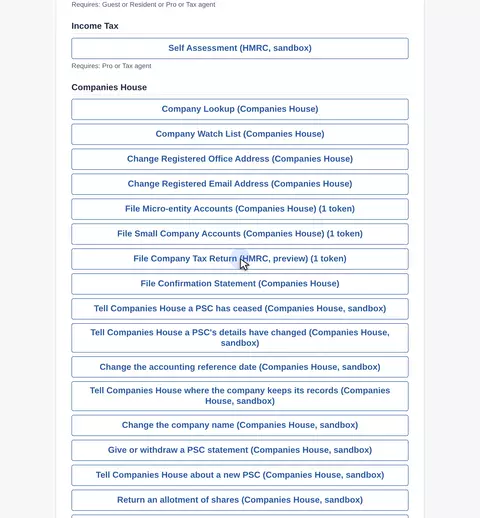 Requires: Guest or Resident or Pro or Tax agent
Income Tax
Self Assessment (HMRC, sandbox)
Requires: Pro or Tax agent
Companies House
Company Lookup (Companies House)
Company Watch List (Companies House)
Change Registered Office Address (Companies House)
Change Registered Email Address (Companies House)
File Micro-entity Accounts (Companies House) (1 token)
File Small Company Accounts (Companies House) (1 token)
File Company Tax Return (HMRC, preview) (1 token)
File Confirmation Statement (Companies House)
Tell Companies House a PSC has ceased (Companies House, sandbox)
Tell Companies House a PSC's details have changed (Companies House,
sandbox)
Change the accounting reference date (Companies House, sandbox)
Tell Companies House where the company keeps its records (Companies
House, sandbox)
Change the company name (Companies House, sandbox)
Give or withdraw a PSC statement (Companies House, sandbox)
Tell Companies House about a new PSC (Companies House, sandbox)
Return an allotment of shares (Companies House, sandbox)